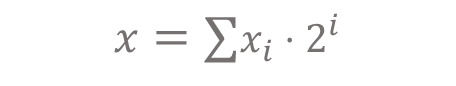 x = ∑xᵢ · 2ⁱ